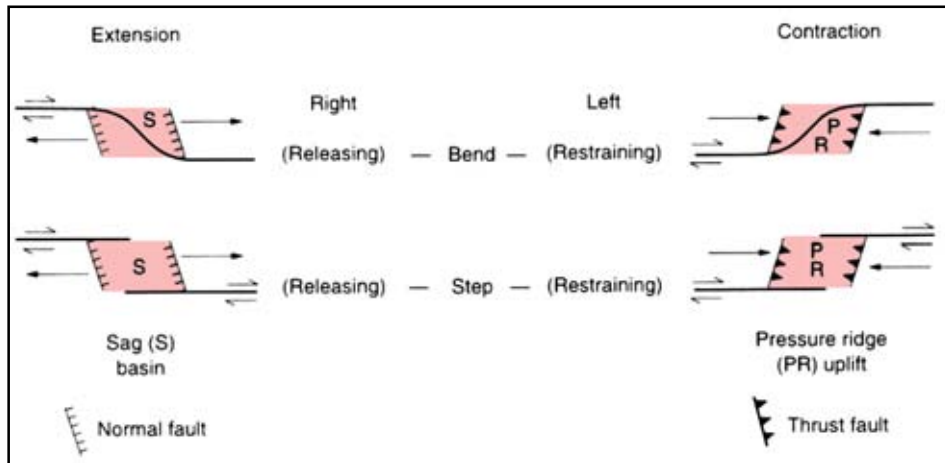 Extension
Contraction
Right
Left
S
P
R
(Releasing) — Bend — (Restraining)
S
P
R
(Releasing) — Step — (Restraining)
Sag (S)
basin
Pressure ridge
(PR) uplift
Normal fault
Thrust fault